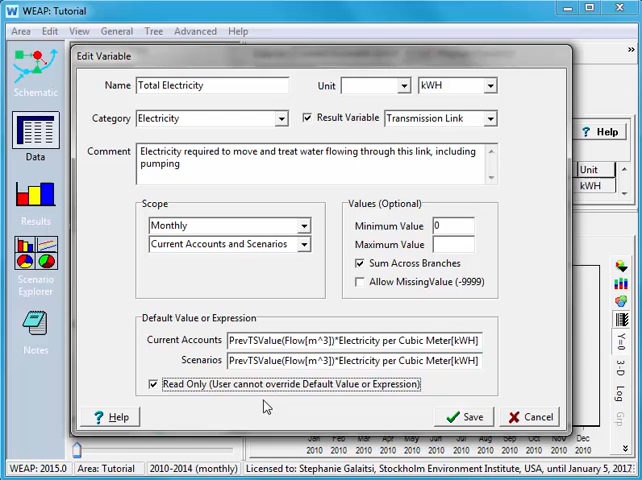 WEAP: Tutorial
Area Edit View General Tree Advanced Help
Schematic
Data
Results
Scenario
Explorer
Notes
Edit Variable
Name Total Electricity Unit kWH
Category Electricity Result Variable Transmission Link
Comment Electricity required to move and treat water flowing through this link, including
pumping
Scope
Monthly
Current Accounts and Scenarios
Values (Optional)
Minimum Value 0
Maximum Value
Sum Across Branches
Allow MissingValue (-9999)
Default Value or Expression
Current Accounts PrevTSValue(Flow[m^3])*Electricity per Cubic Meter[kWH]
Scenarios PrevTSValue(Flow[m^3])*Electricity per Cubic Meter[kWH]
Read Only (User cannot override Default Value or Expression)
Help Save Cancel
? Help
Unit
kWH
Y=0
3-D
Log
Grp
Jan Feb Mar Apr May Jun Jul Aug Sep Oct Nov Dec
2010 2010 2010 2010 2010 2010 2010 2010 2010 2010 2010 2010
WEAP: 2015.0 Area: Tutorial 2010-2014 (monthly) Licensed to: Stephanie Galaitsi, Stockholm Environment Institute, USA, until January 5, 2017